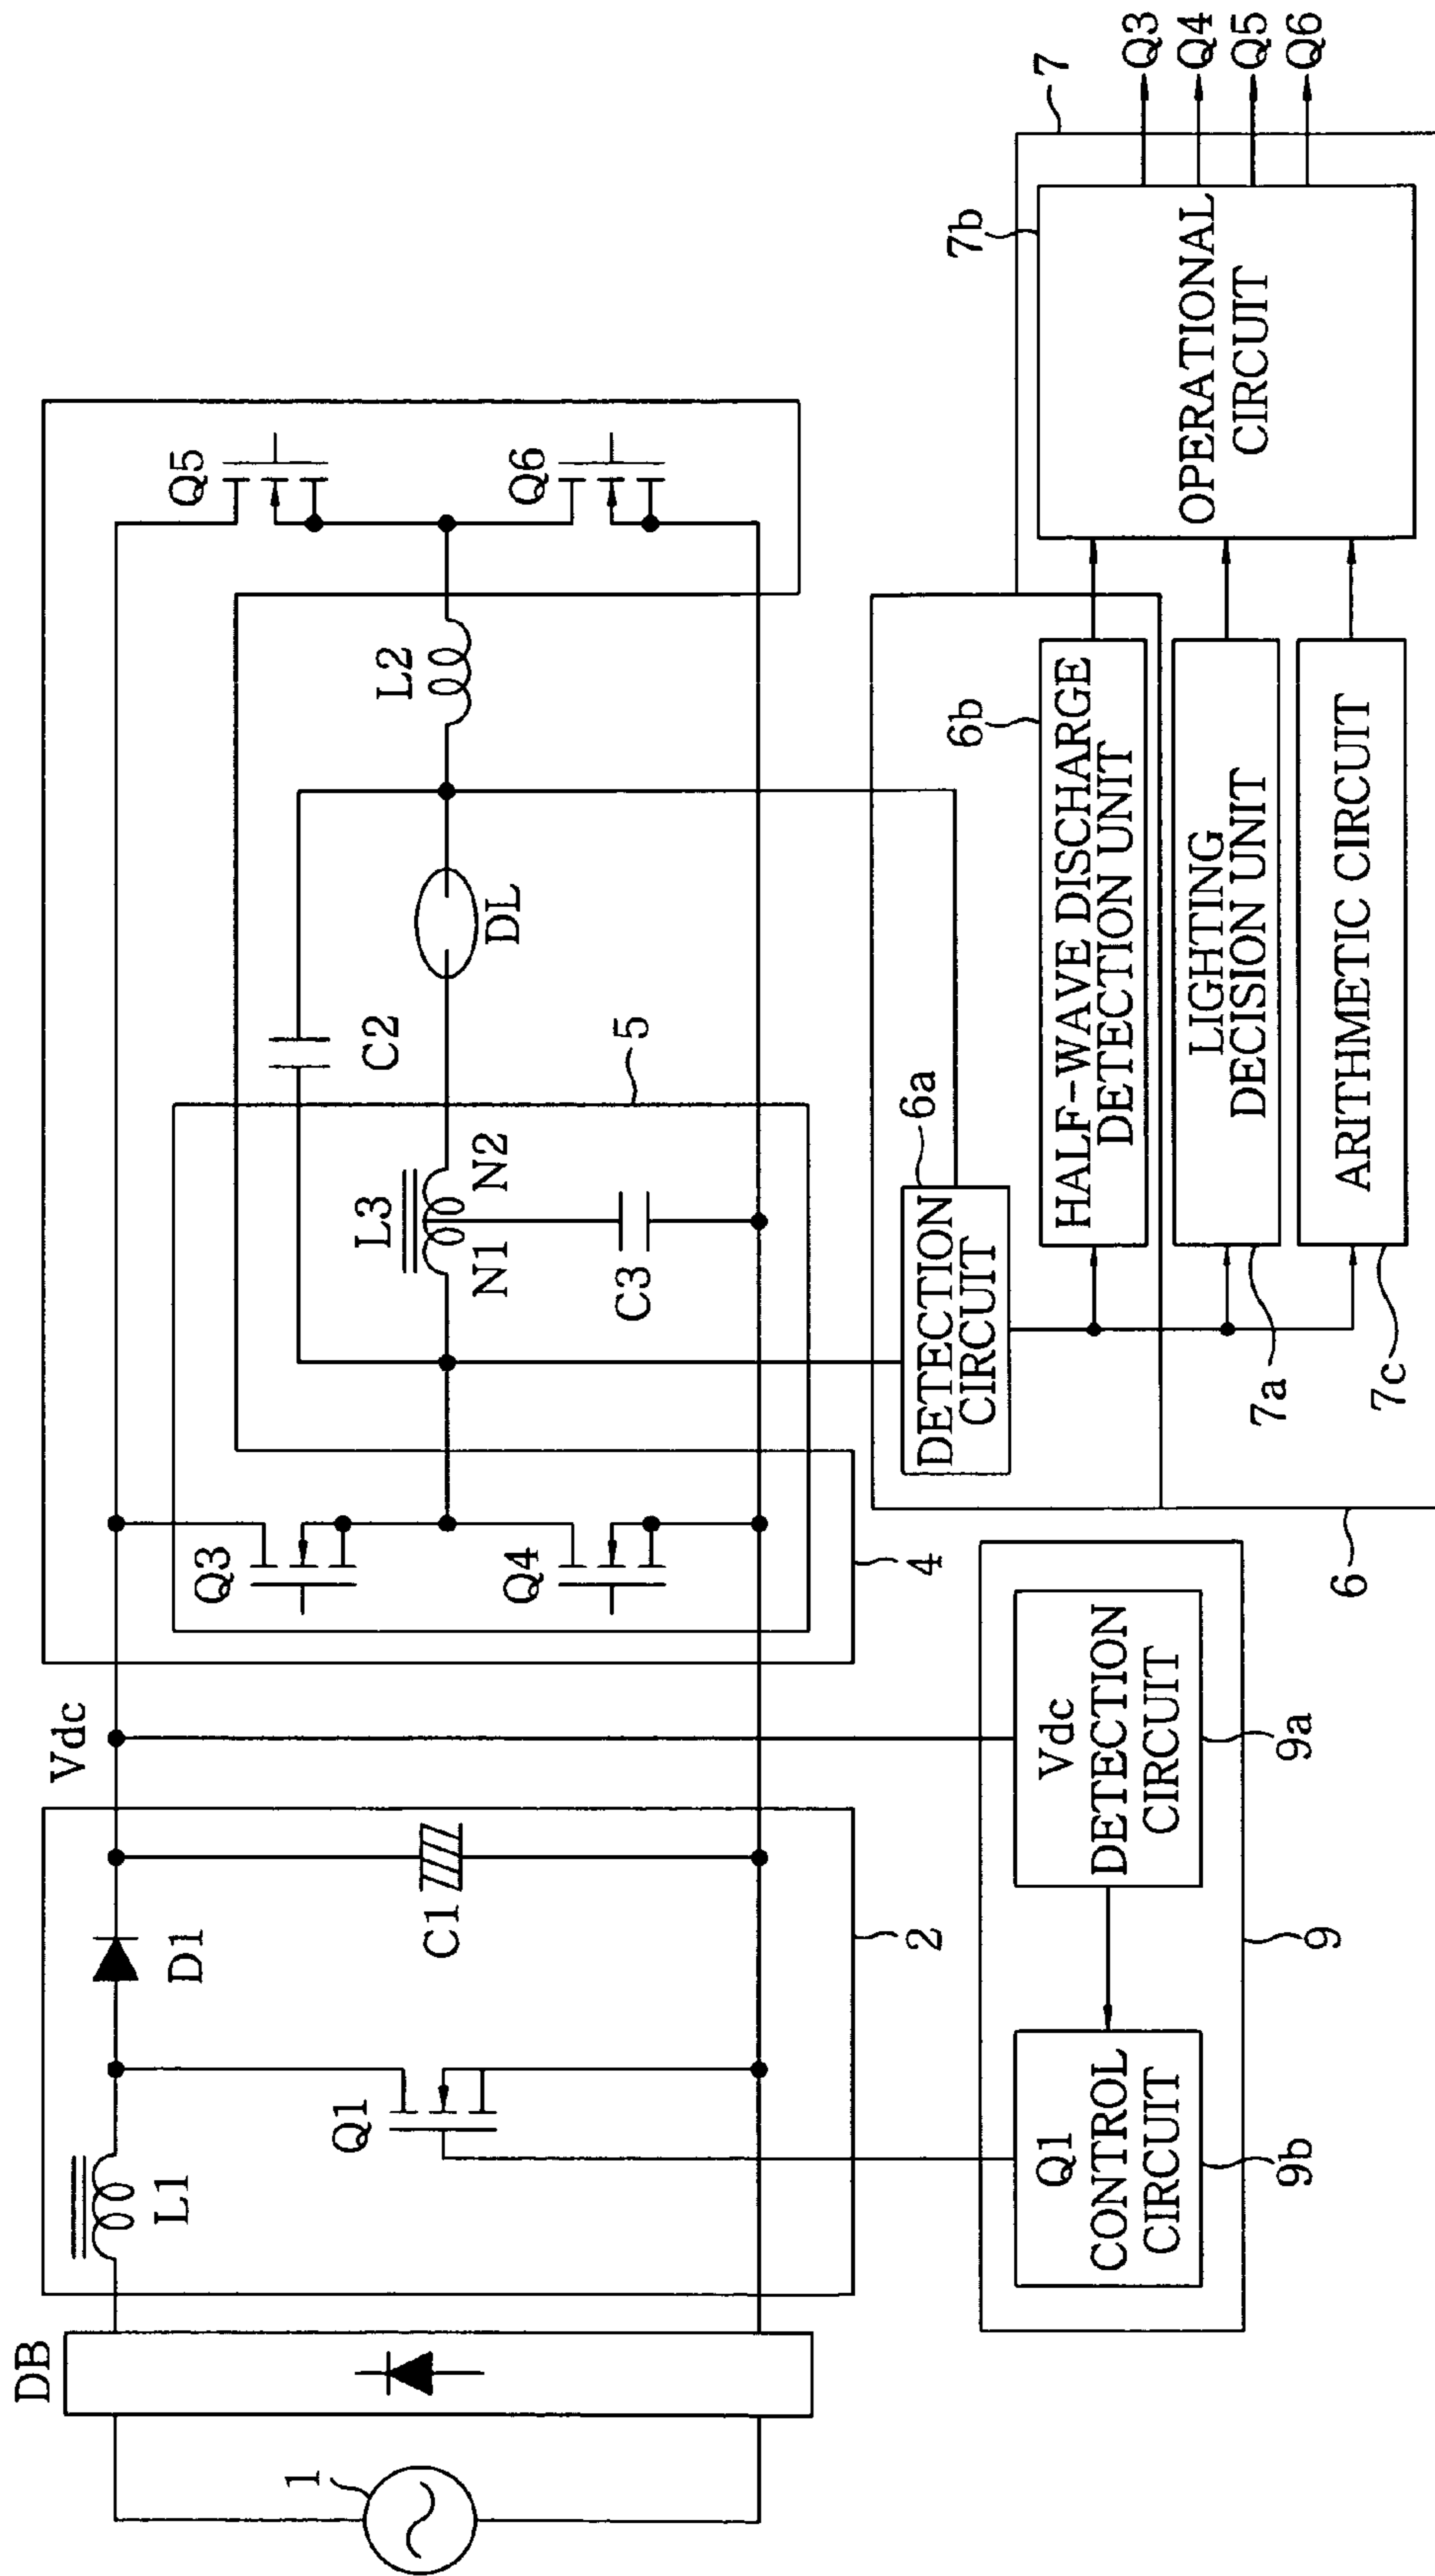 DB
1
L1
D1
Q1
C1
2
Vdc
Q3
Q4
4
L3
N1
N2
C3
5
C2
DL
L2
Q5
Q6
Q1
CONTROL
CIRCUIT
9b
Vdc
DETECTION
CIRCUIT
9a
9
DETECTION
CIRCUIT
6a
6
HALF-WAVE DISCHARGE
DETECTION UNIT
6b
LIGHTING
DECISION UNIT
7a
ARITHMETIC CIRCUIT
7c
OPERATIONAL
CIRCUIT
7b
7
Q3
Q4
Q5
Q6